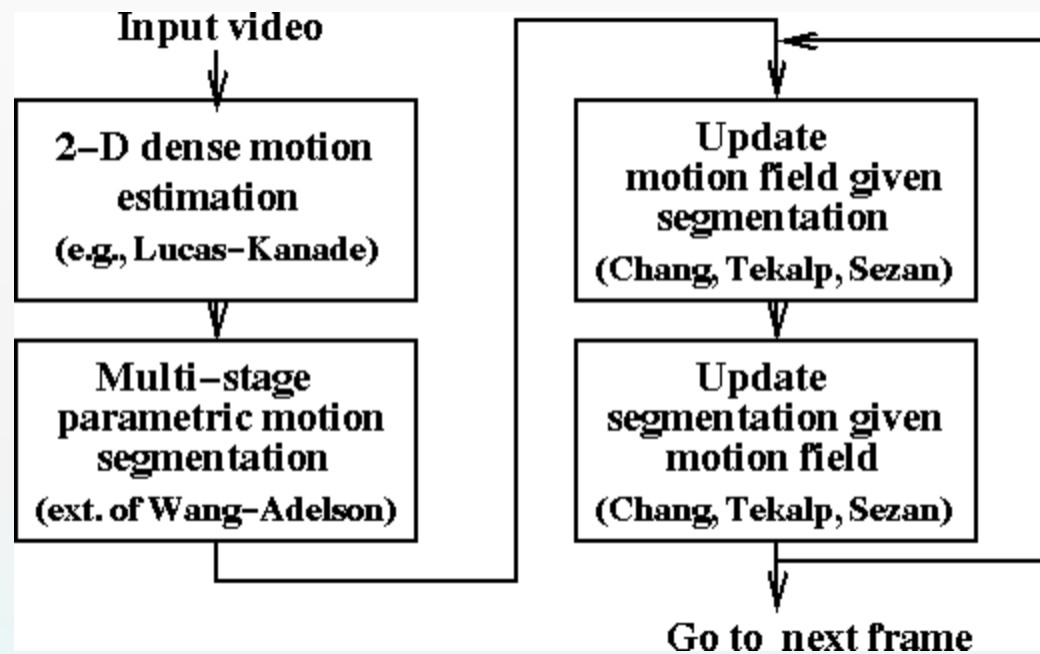 Input video
2-D dense motion
estimation
(e.g., Lucas-Kanade)
Multi-stage
parametric motion
segmentation
(ext. of Wang-Adelson)
Update
motion field given
segmentation
(Chang, Tekalp, Sezan)
Update
segmentation given
motion field
(Chang, Tekalp, Sezan)
Go to next frame